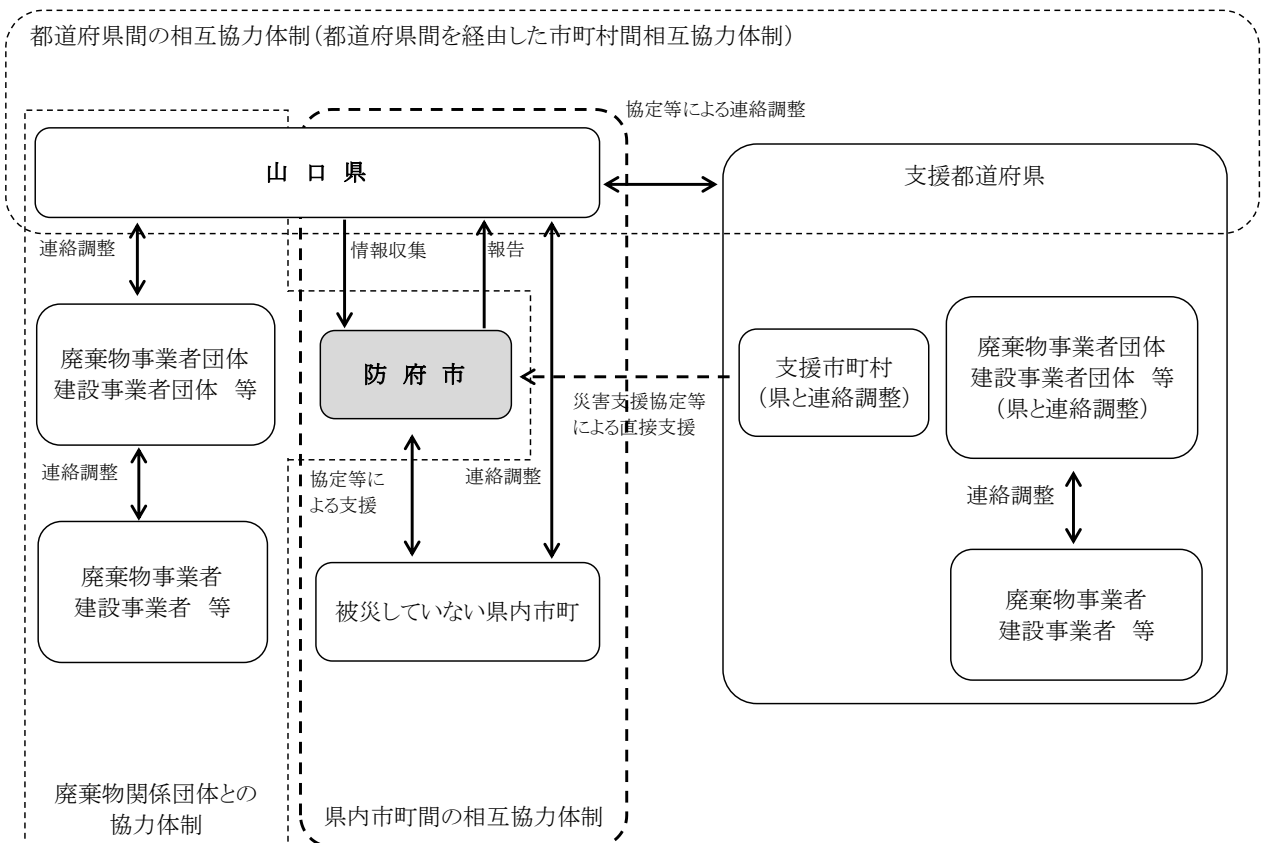 都道府県間の相互協力体制(都道府県間を経由した市町村間相互協力体制)
協定等による連絡調整
山 口 県
支援都道府県
連絡調整
情報収集
報告
廃棄物事業者団体
建設事業者団体 等
防 府 市
支援市町村
(県と連絡調整)
廃棄物事業者団体
建設事業者団体 等
(県と連絡調整)
災害支援協定等
による直接支援
連絡調整
協定等に
よる支援
連絡調整
連絡調整
廃棄物事業者
建設事業者 等
被災していない県内市町
廃棄物事業者
建設事業者 等
廃棄物関係団体との
協力体制
県内市町間の相互協力体制